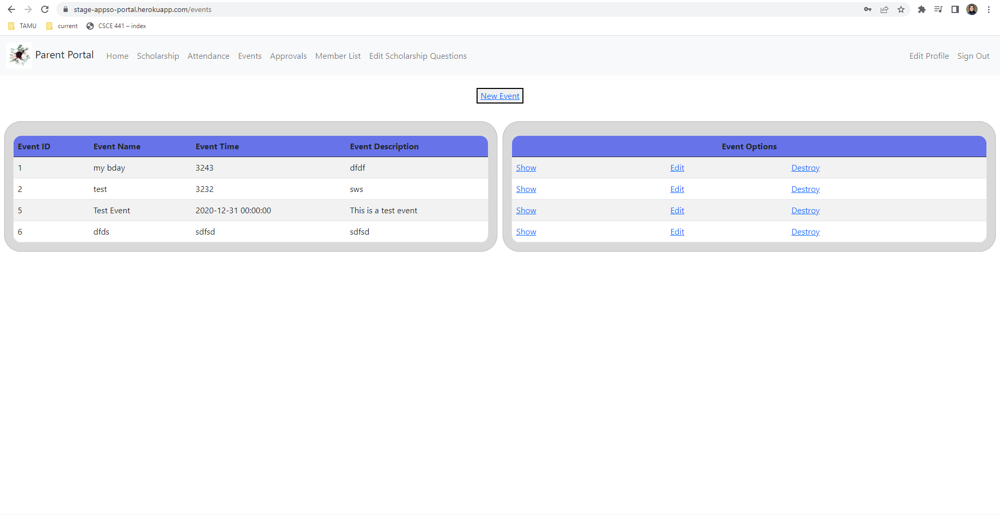 stage-appso-portal.herokuapp.com/events
TAMU current CSCE 441 – index
Parent Portal Home Scholarship Attendance Events Approvals Member List Edit Scholarship Questions Edit Profile Sign Out
New Event
Event ID Event Name Event Time Event Description Event Options
1 my bday 3243 dfdf Show Edit Destroy
2 test 3232 sws Show Edit Destroy
5 Test Event 2020-12-31 00:00:00 This is a test event Show Edit Destroy
6 dfds sdfsd sdfsd Show Edit Destroy